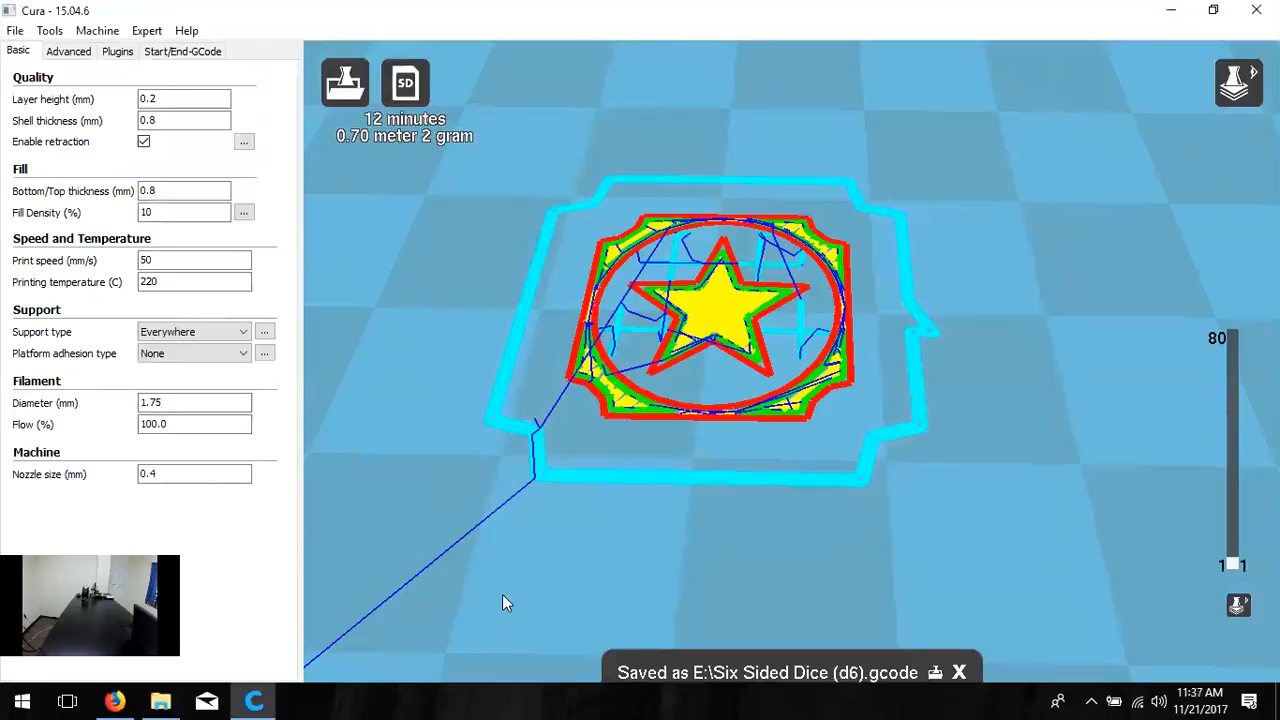 Cura - 15.04.6
File Tools Machine Expert Help
Basic Advanced Plugins Start/End-GCode
Quality
Layer height (mm) 0.2
Shell thickness (mm) 0.8
Enable retraction ...
Fill
Bottom/Top thickness (mm) 0.8
Fill Density (%) 10 ...
Speed and Temperature
Print speed (mm/s) 50
Printing temperature (C) 220
Support
Support type Everywhere ...
Platform adhesion type None ...
Filament
Diameter (mm) 1.75
Flow (%) 100.0
Machine
Nozzle size (mm) 0.4
SD
12 minutes
0.70 meter 2 gram
80
1 1
Saved as E:\Six Sided Dice (d6).gcode X
11:37 AM
11/21/2017